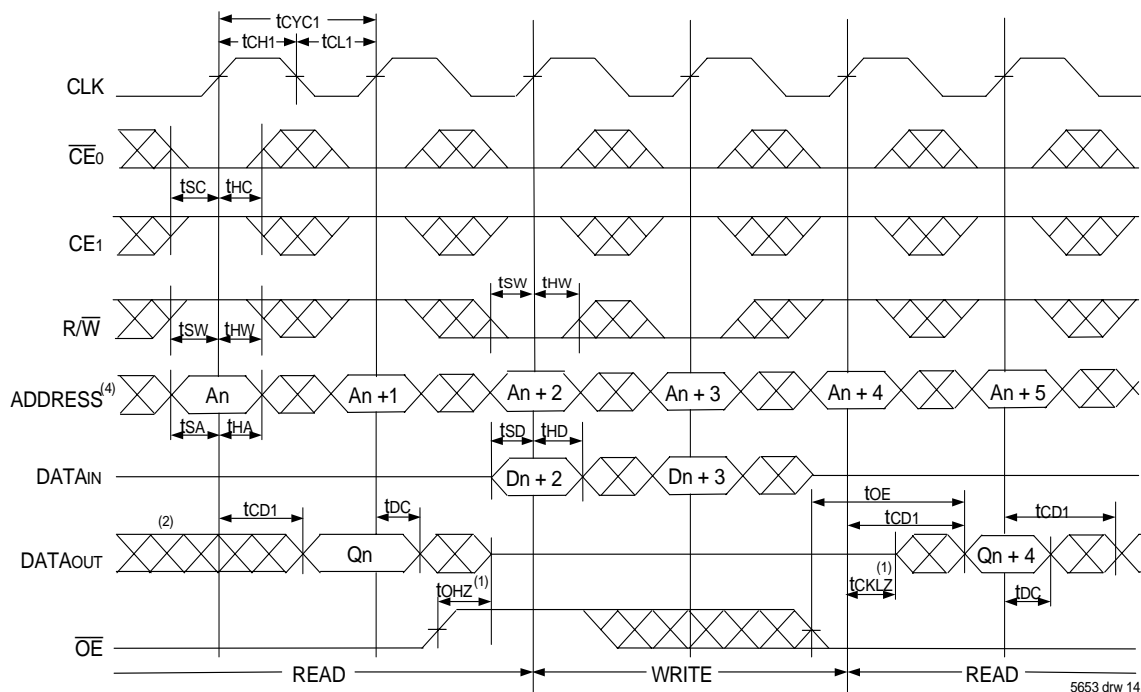 tCYC1
tCH1 tCL1
CLK
CE0
tSC tHC
CE1
tSW tHW
R/W
tSW tHW
ADDRESS(4) An An +1 An + 2 An + 3 An + 4 An + 5
tSA tHA tSD tHD
DATAIN Dn + 2 Dn + 3
tOE
tCD1 tDC tCD1 tCD1
(2)
DATAOUT Qn Qn + 4
tOHZ(1) tCKLZ(1) tDC
OE
READ WRITE READ
5653 drw 14